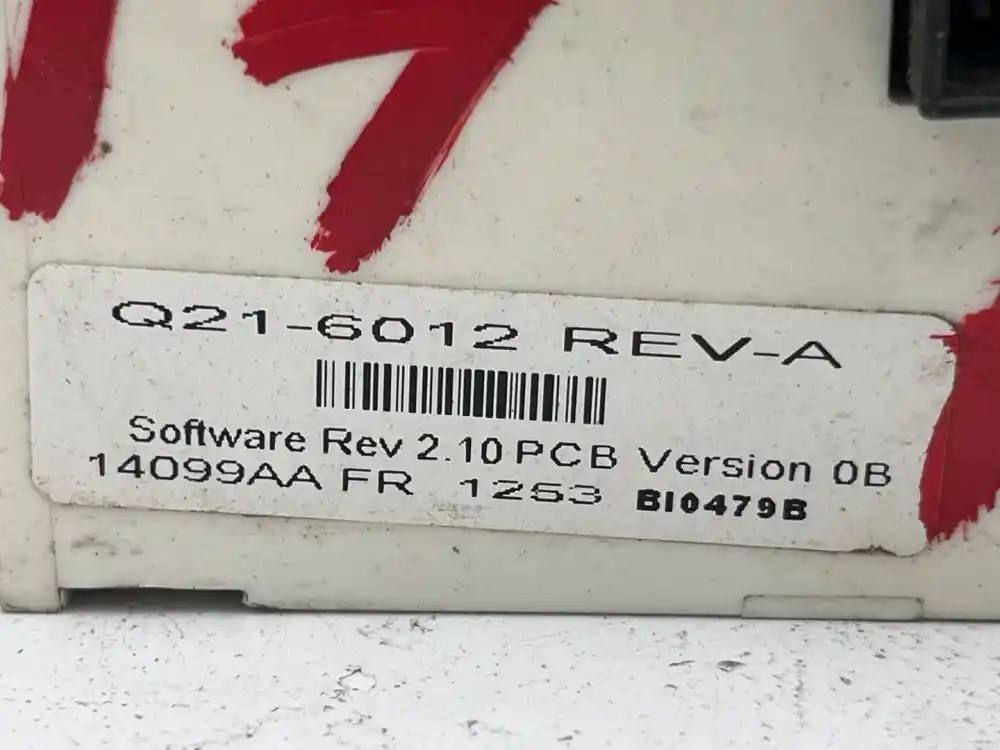 Q21-6012 REV-A
Software Rev 2.10 PCB Version 0B
14099AA FR 1253 BI0479B